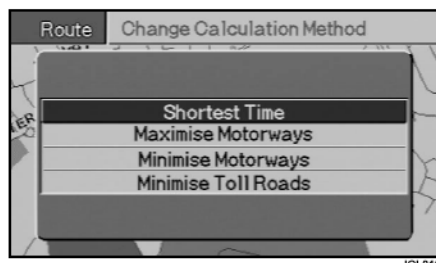 Route Change Calculation Method
Shortest Time
Maximise Motorways
Minimise Motorways
Minimise Toll Roads